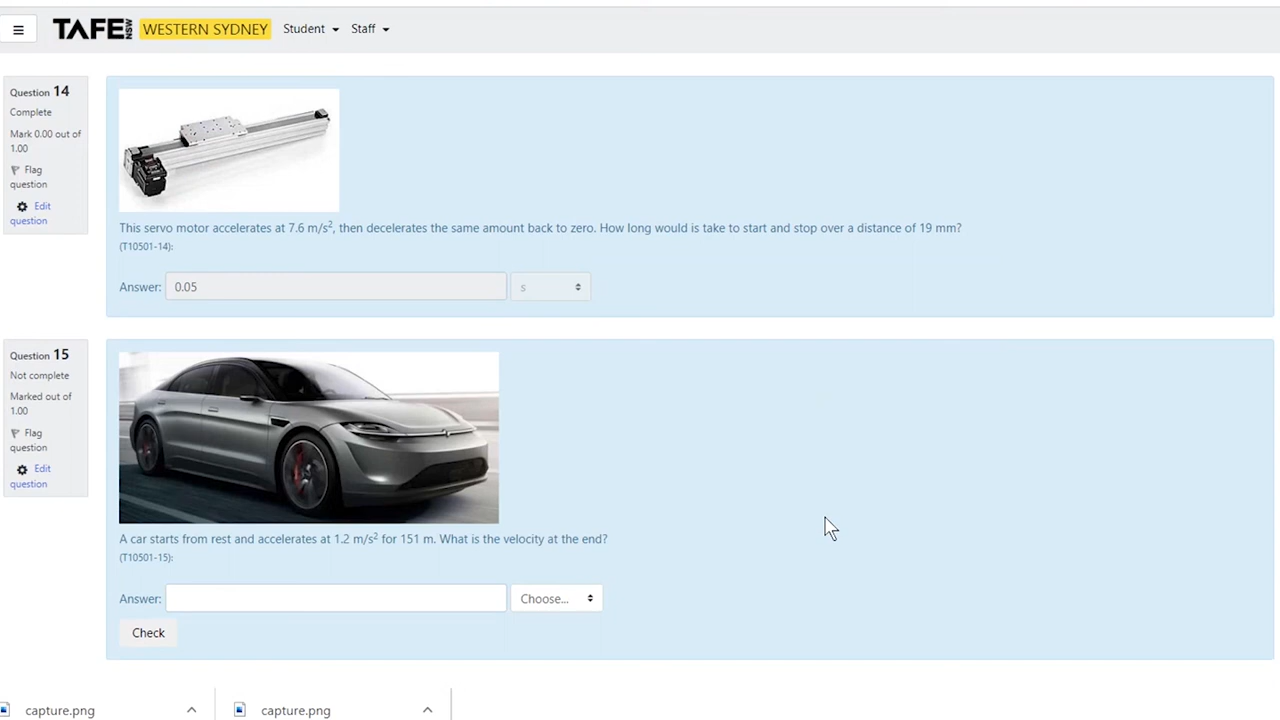 TAFE NSW WESTERN SYDNEY Student Staff
Question 14
Complete
Mark 0.00 out of
1.00
Flag
question
Edit
question
This servo motor accelerates at 7.6 m/s², then decelerates the same amount back to zero. How long would is take to start and stop over a distance of 19 mm?
(T10501-14):
Answer: 0.05 s
Question 15
Not complete
Marked out of
1.00
Flag
question
Edit
question
A car starts from rest and accelerates at 1.2 m/s² for 151 m. What is the velocity at the end?
(T10501-15):
Answer: Choose...
Check
capture.png capture.png